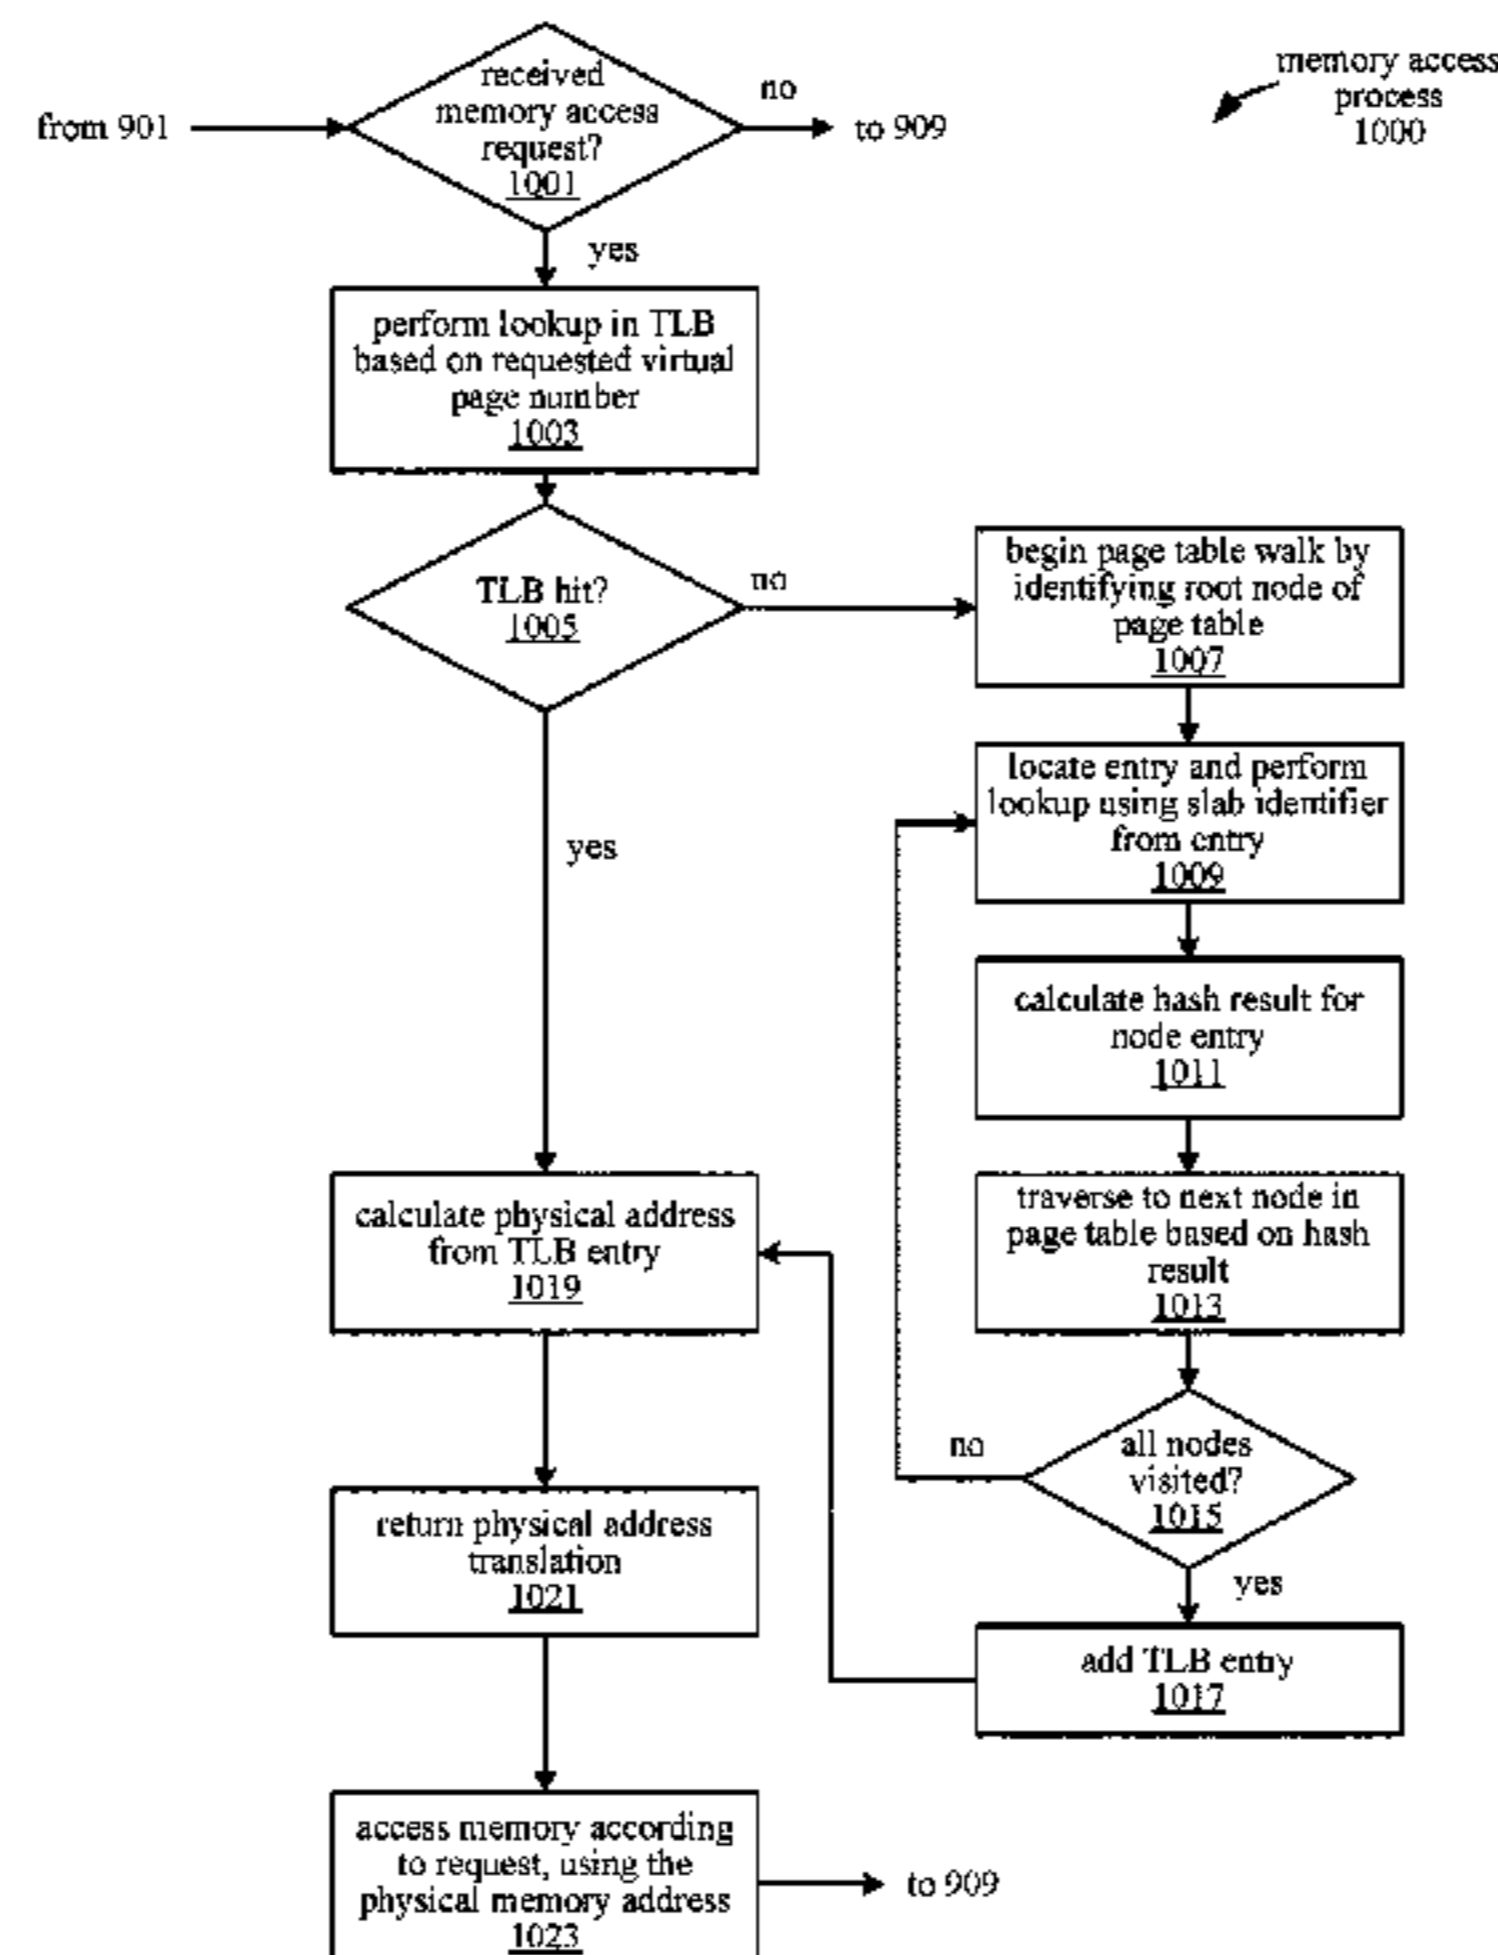 memory access
process
1000
from 901
received
memory access
request?
1001
no
to 909
yes
perform lookup in TLB
based on requested virtual
page number
1003
TLB hit?
1005
no
yes
begin page table walk by
identifying root node of
page table
1007
locate entry and perform
lookup using slab identifier
from entry
1009
calculate hash result for
node entry
1011
traverse to next node in
page table based on hash
result
1013
all nodes
visited?
1015
no
yes
add TLB entry
1017
calculate physical address
from TLB entry
1019
return physical address
translation
1021
access memory according
to request, using the
physical memory address
1023
to 909